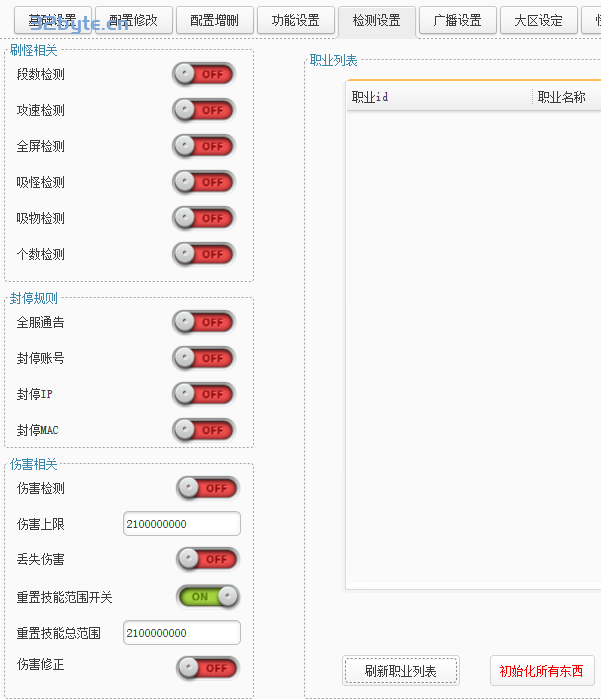 基础设置 配置修改 配置增删 功能设置 检测设置 广播设置 大区设定
92byte.cn
刷怪相关
段数检测 OFF
攻速检测 OFF
全屏检测 OFF
吸怪检测 OFF
吸物检测 OFF
个数检测 OFF
封停规则
全服通告 OFF
封停账号 OFF
封停IP OFF
封停MAC OFF
伤害相关
伤害检测 OFF
伤害上限 2100000000
丢失伤害 OFF
重置技能范围开关 ON
重置技能总范围 2100000000
伤害修正 OFF
职业列表
职业id 职业名称
刷新职业列表 初始化所有东西